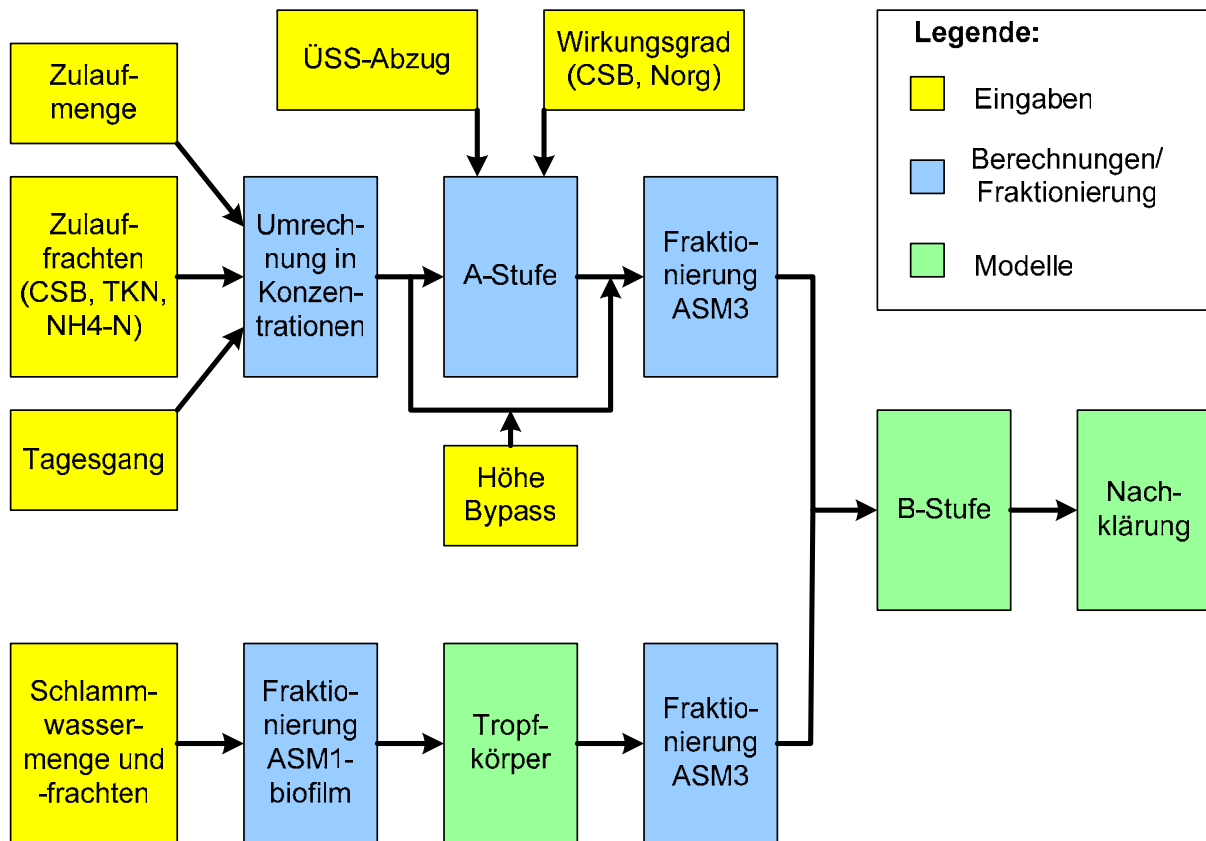 Zulauf-
menge
ÜSS-Abzug
Wirkungsgrad
(CSB, Norg)
Legende:
Eingaben
Berechnungen/
Fraktionierung
Modelle
Zulauf-
frachten
(CSB, TKN,
NH4-N)
Umrech-
nung in
Konzen-
trationen
A-Stufe
Fraktio-
nierung
ASM3
Tagesgang
Höhe
Bypass
B-Stufe
Nach-
klärung
Schlamm-
wasser-
menge und
-frachten
Fraktio-
nierung
ASM1-
biofilm
Tropf-
körper
Fraktio-
nierung
ASM3